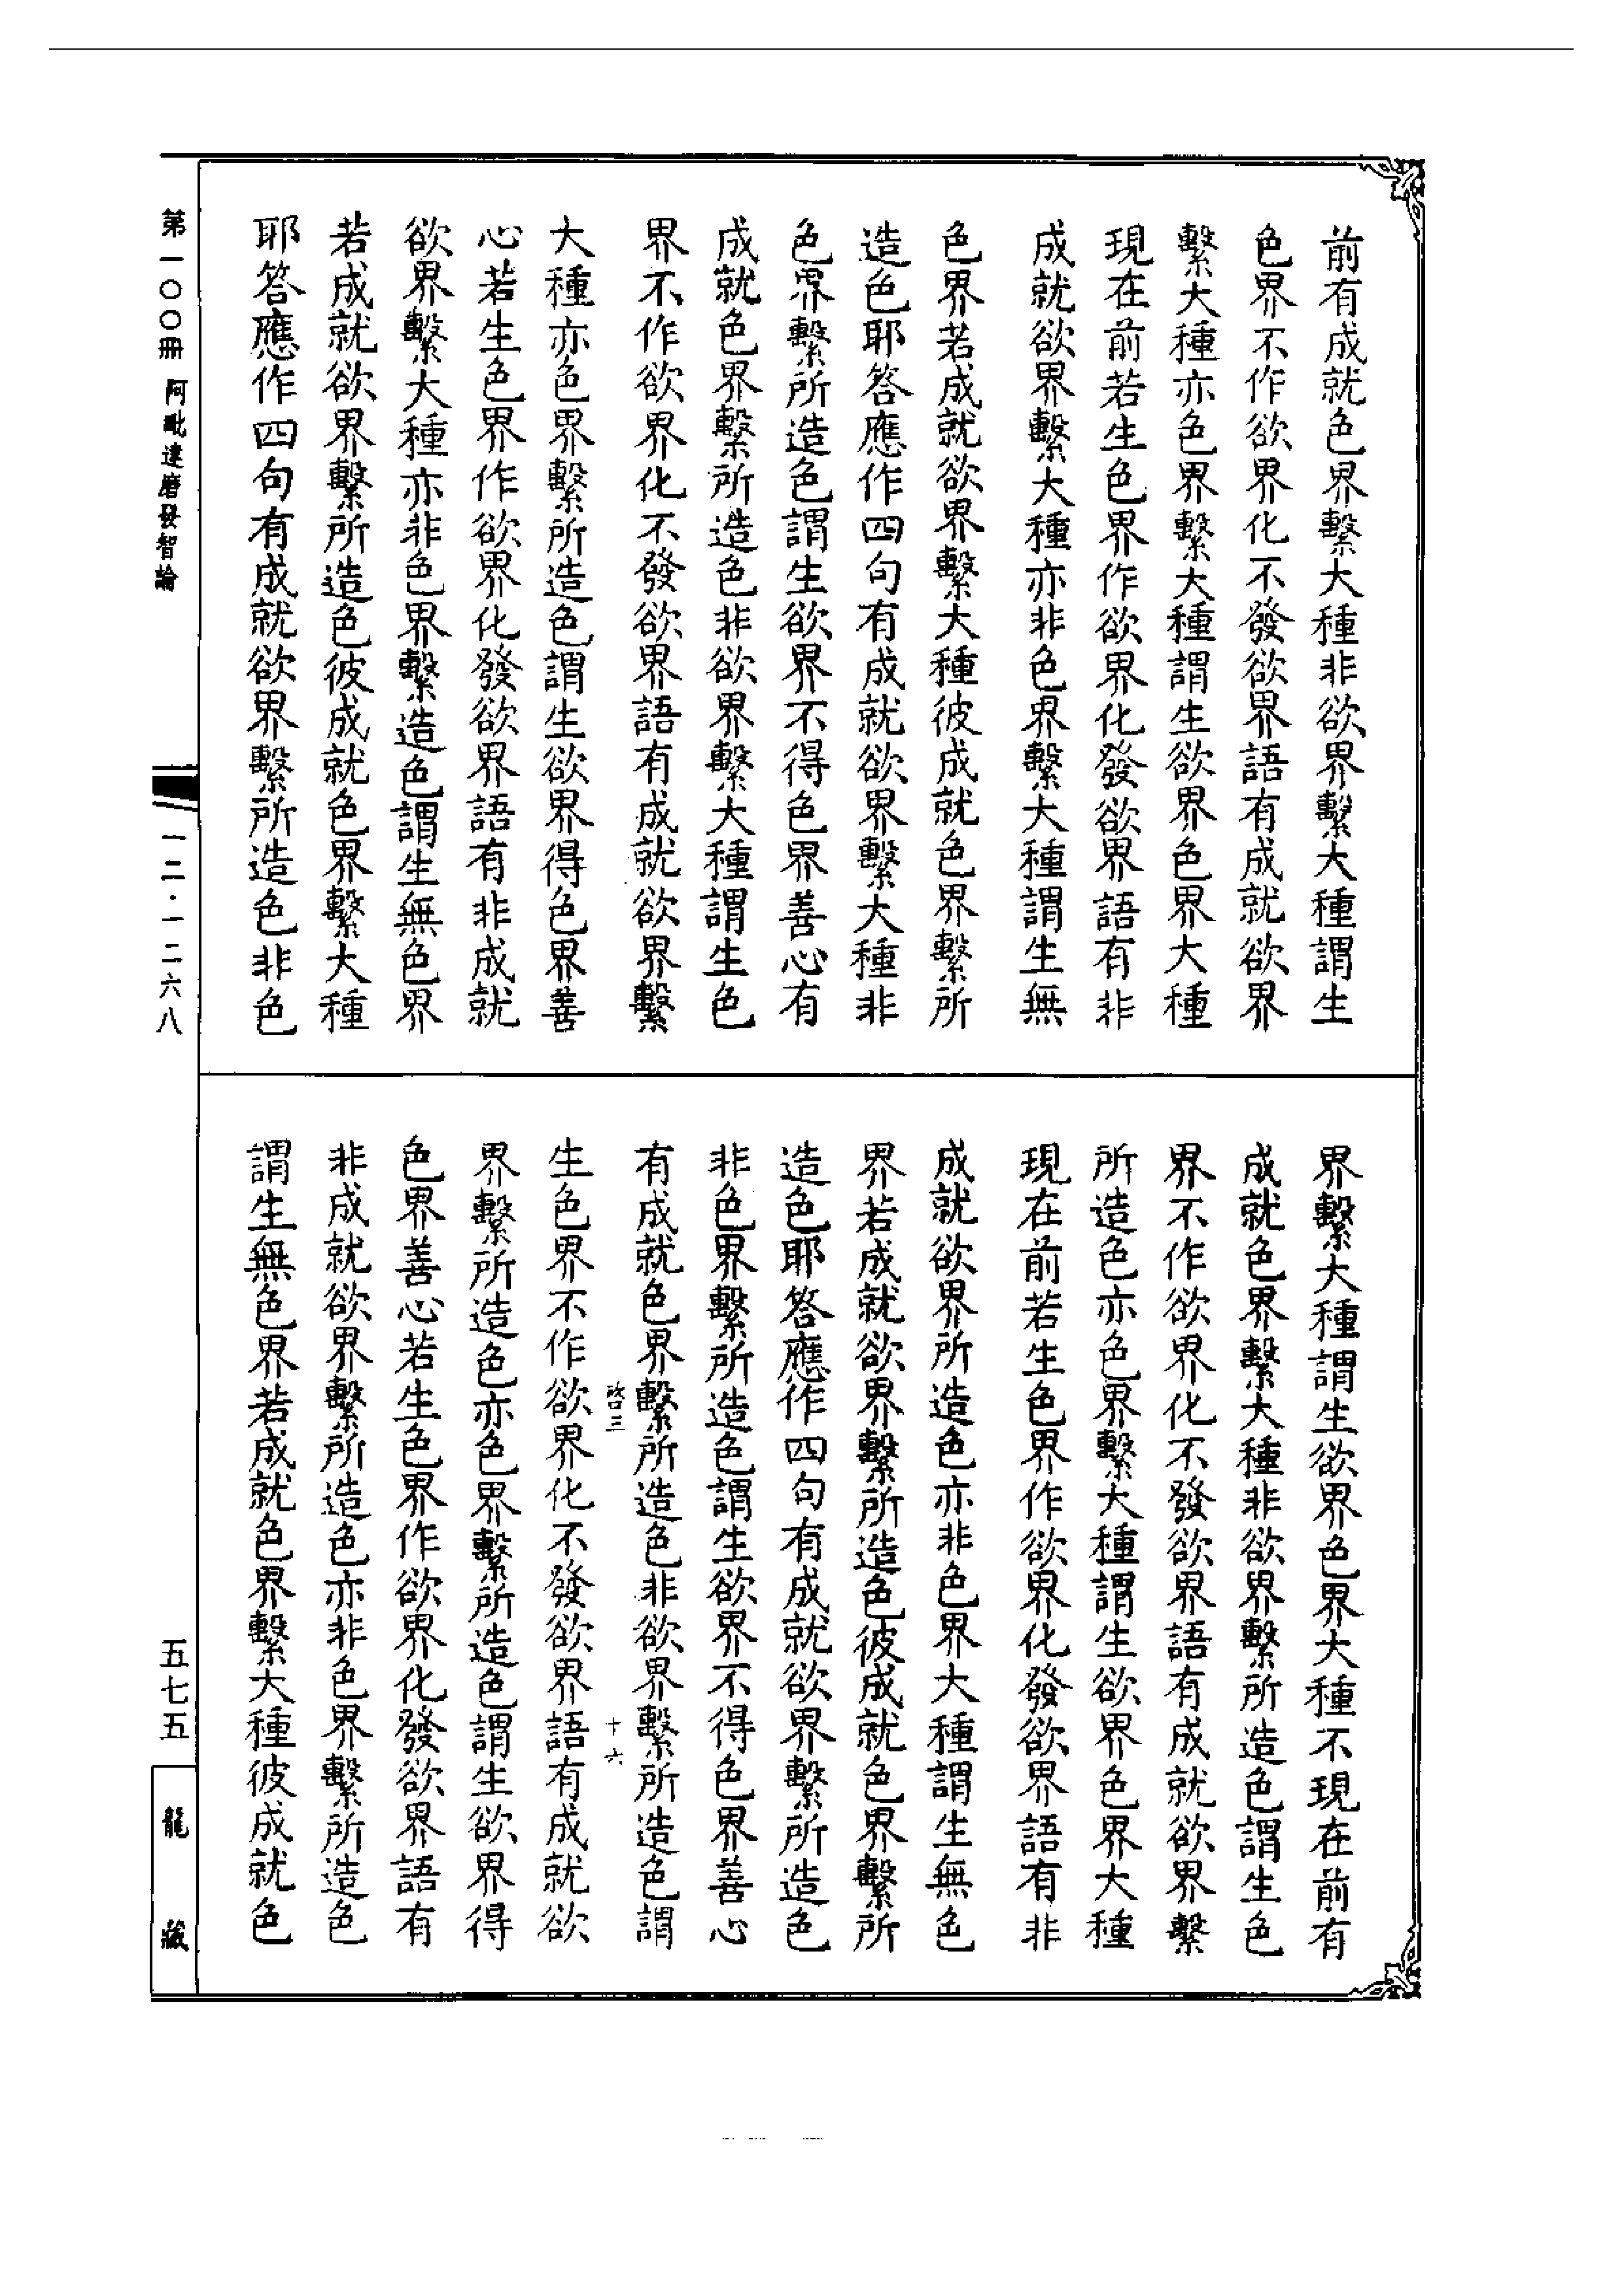 前有成就色界繫大種非欲界繫大種謂生
色界不作欲界化不發欲界語有成就欲界
繫大種亦色界繫大種謂生欲界色界大種
現在前若生色界作欲界化發欲界語有非
成就欲界繫大種亦非色界繫大種謂生無
色界若成就欲界繫大種彼成就色界繫所
造色耶答應作四句有成就欲界繫大種非
色界繫所造色謂生欲界不得色界善心有
成就色界繫所造色非欲界繫大種謂生色
界不作欲界化不發欲界語有成就欲界繫
大種亦色界繫所造色謂生欲界得色界善
心若生色界作欲界化發欲界語有非成就
欲界繫大種亦非色界繫造色謂生無色界
若成就欲界繫所造色彼成就色界繫大種
耶答應作四句有成就欲界繫所造色非色
界繫大種謂生欲界色界大種不現在前有
成就色界繫大種非欲界繫所造色謂生色
界不作欲界化不發欲界語有成就欲界繫
所造色亦色界繫大種謂生欲界色界大種
現在前若生色界作欲界化發欲界語有非
成就欲界所造色亦非色界大種謂生無色
界若成就欲界繫所造色彼成就色界繫所
造色耶答應作四句有成就欲界繫所造色
非色界繫所造色謂生欲界不得色界善心
有成就色界繫所造色非欲界繫所造色謂
啓三 十六
生色界不作欲界化不發欲界語有成就欲
界繫所造色亦色界繫所造色謂生欲界得
色界善心若生色界作欲界化發欲界語有
非成就欲界繫所造色亦非色界繫所造色
謂生無色界若成就色界繫大種彼成就色
第一〇〇冊 阿毗達磨發智論
一二·一二六八
五七五
龍藏